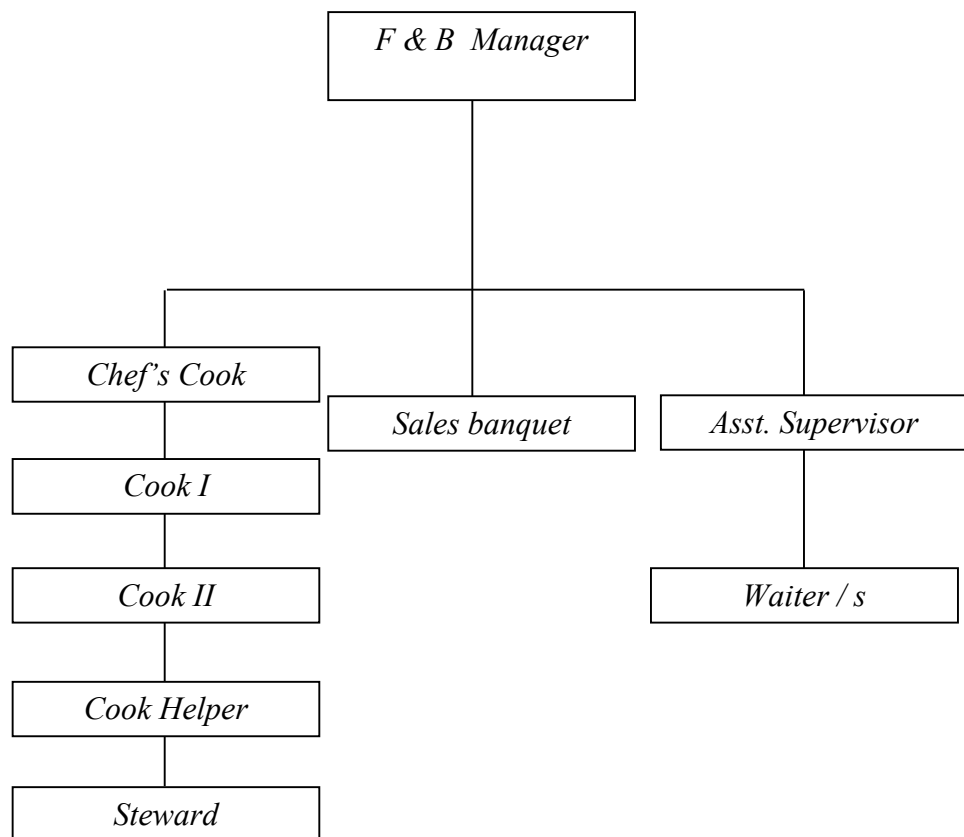 F & B Manager
Chef's Cook
Sales banquet
Asst. Supervisor
Cook I
Cook II
Waiter / s
Cook Helper
Steward